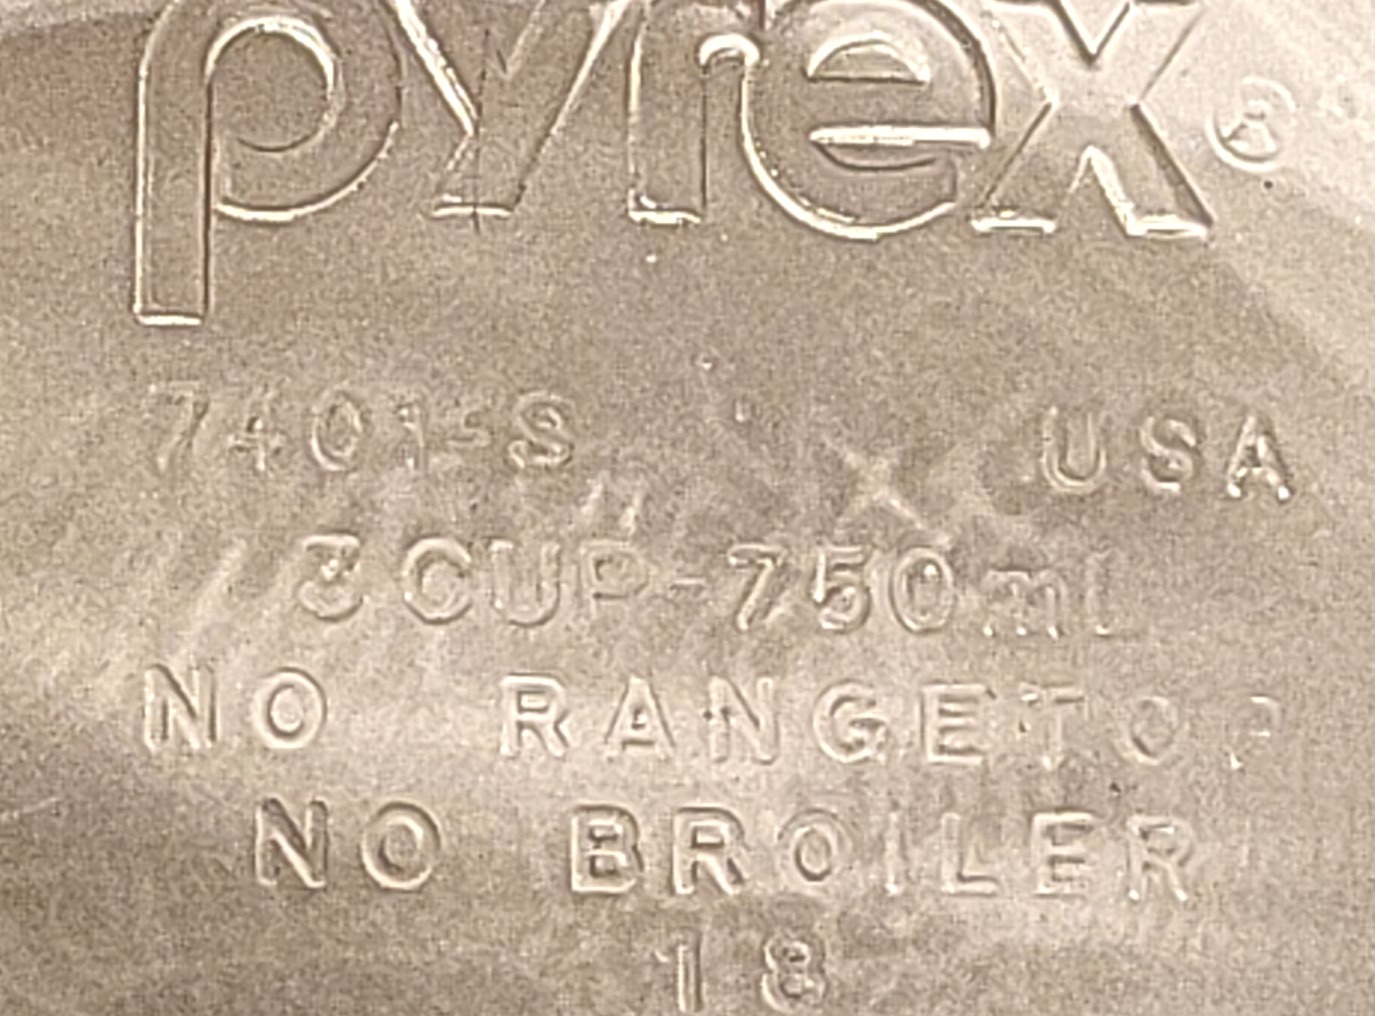 pyrex®
7401-S USA
3 CUP-750mL
NO RANGETOP
NO BROILER
18